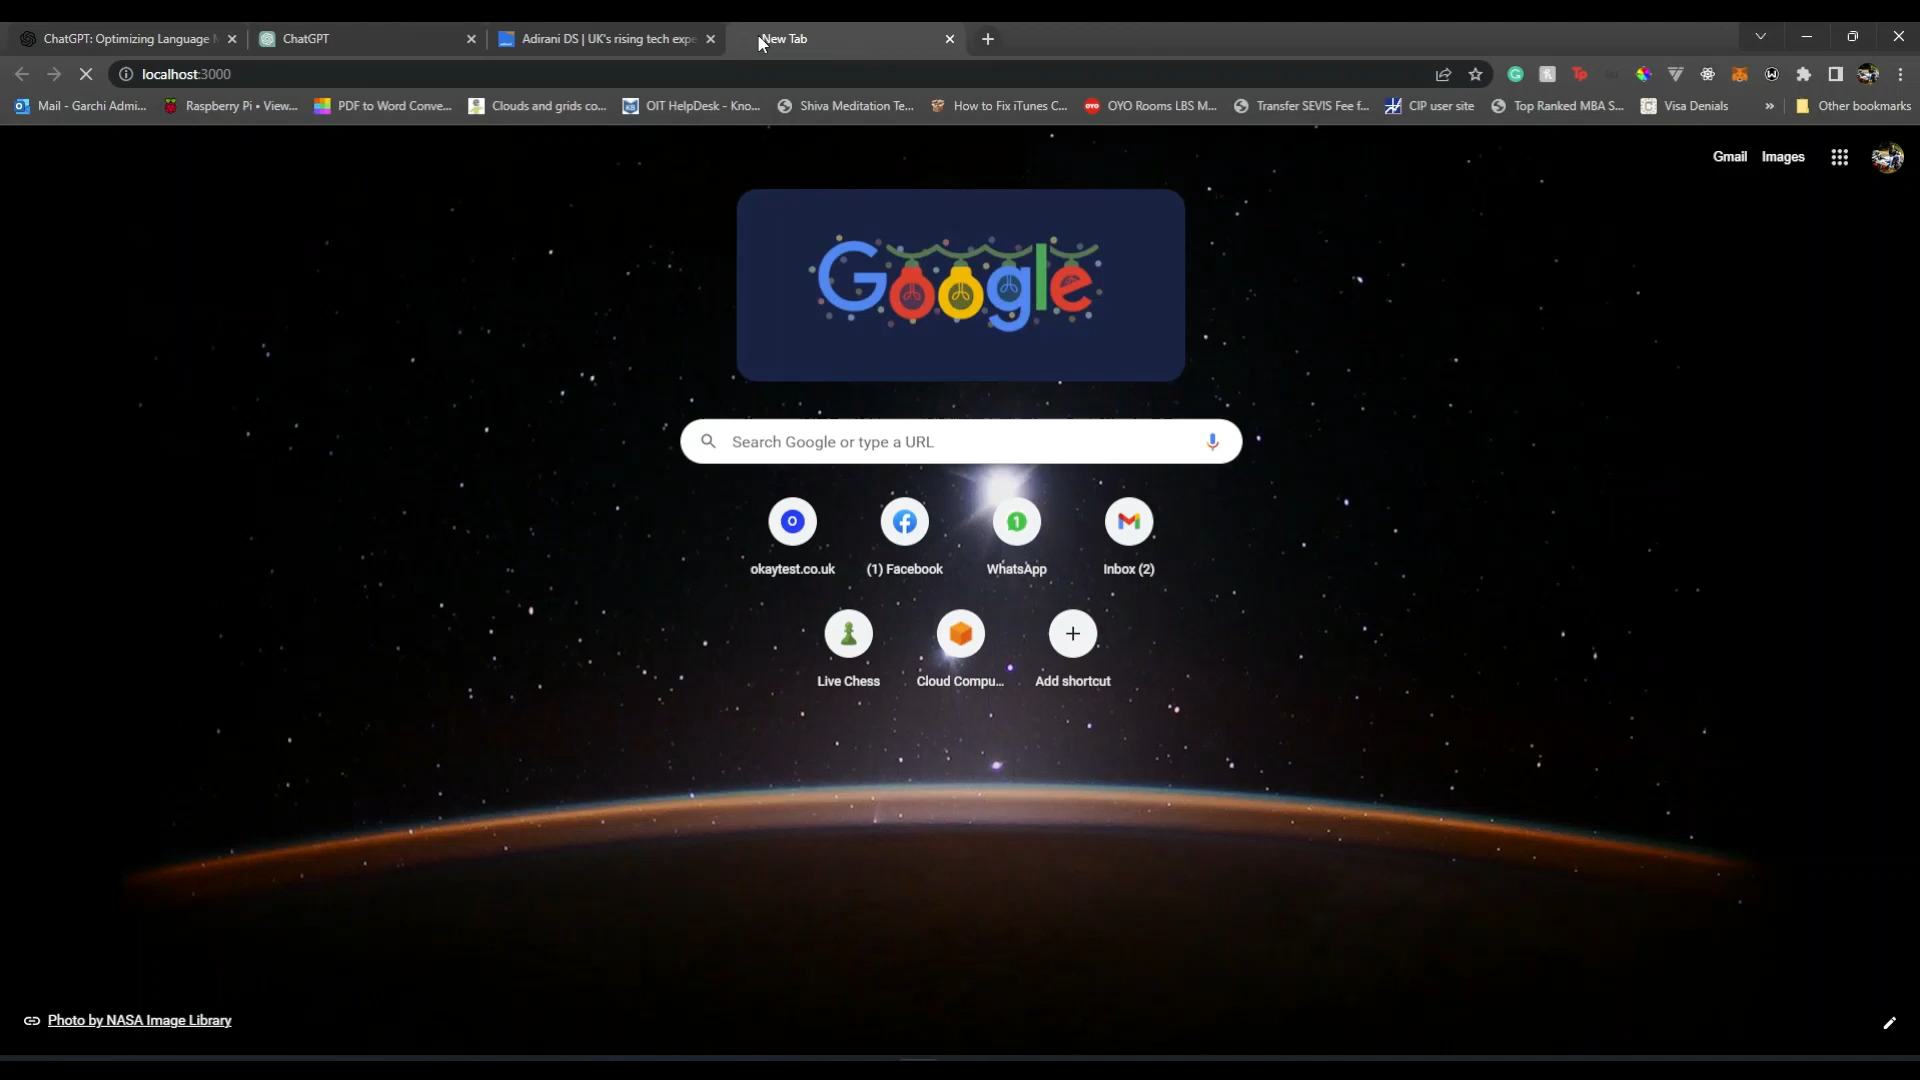 ChatGPT: Optimizing Language
ChatGPT
Adirani DS | UK's rising tech expe
New Tab
localhost:3000
Mail - Garchi Admi...
Raspberry Pi • View...
PDF to Word Conve...
Clouds and grids co...
OIT HelpDesk - Kno...
Shiva Meditation Te...
How to Fix iTunes C...
OYO Rooms LBS M...
Transfer SEVIS Fee f...
CIP user site
Top Ranked MBA S...
Visa Denials
»
Other bookmarks
Gmail
Images
Google
Search Google or type a URL
okaytest.co.uk
(1) Facebook
WhatsApp
Inbox (2)
Live Chess
Cloud Compu...
Add shortcut
Photo by NASA Image Library